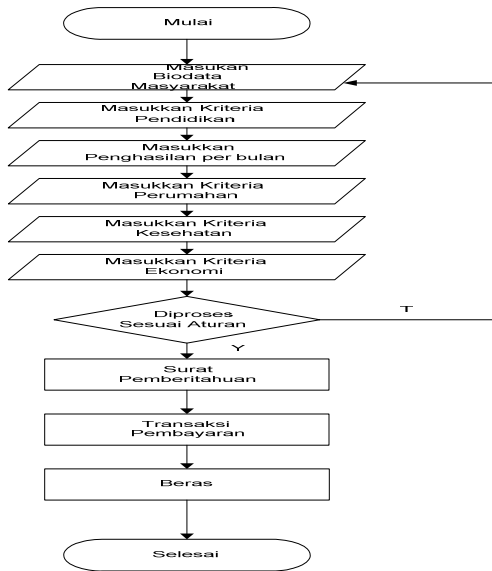 Mulai
Masukan
Biodata
Masyarakat
Masukkan Kriteria
Pendidikan
Masukkan
Penghasilan per bulan
Masukkan Kriteria
Perumahan
Masukkan Kriteria
Kesehatan
Masukkan Kriteria
Ekonomi
Diproses
Sesuai Aturan
T
Y
Surat
Pemberitahuan
Transaksi
Pembayaran
Beras
Selesai